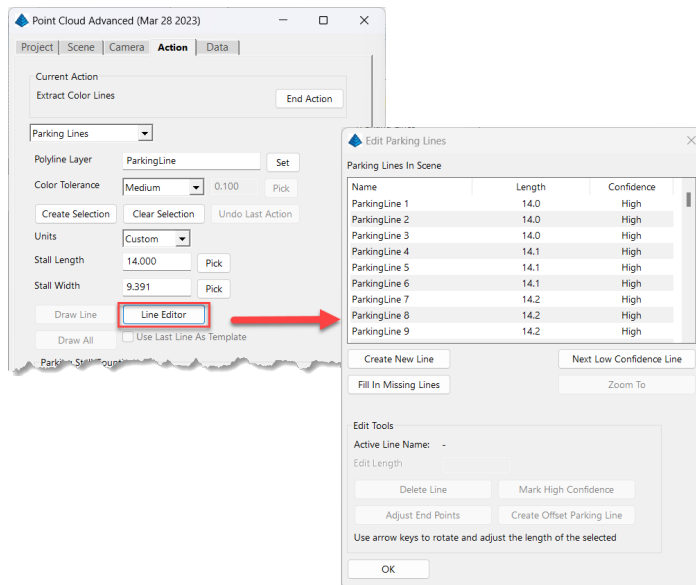 Point Cloud Advanced (Mar 28 2023)
Project Scene Camera Action Data
Current Action
Extract Color Lines
End Action
Parking Lines
Polyline Layer ParkingLine Set
Color Tolerance Medium 0.100 Pick
Create Selection Clear Selection Undo Last Action
Units Custom
Stall Length 14.000 Pick
Stall Width 9.391 Pick
Draw Line Line Editor
Draw All Use Last Line As Template
Parking Stall
Edit Parking Lines
Parking Lines In Scene
Name Length Confidence
ParkingLine 1 14.0 High
ParkingLine 2 14.0 High
ParkingLine 3 14.0 High
ParkingLine 4 14.1 High
ParkingLine 5 14.1 High
ParkingLine 6 14.1 High
ParkingLine 7 14.2 High
ParkingLine 8 14.2 High
ParkingLine 9 14.2 High
Create New Line Next Low Confidence Line
Fill In Missing Lines Zoom To
Edit Tools
Active Line Name: -
Edit Length
Delete Line Mark High Confidence
Adjust End Points Create Offset Parking Line
Use arrow keys to rotate and adjust the length of the selected
OK